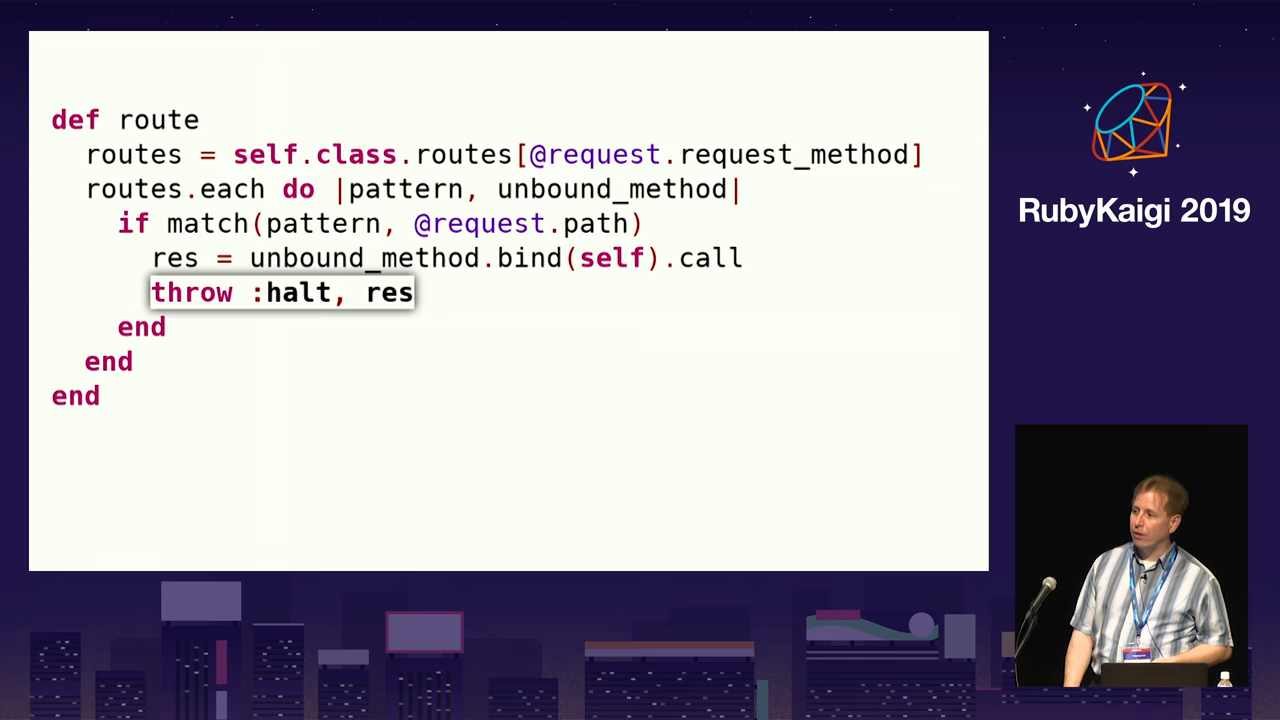 def route
  routes = self.class.routes[@request.request_method]
  routes.each do |pattern, unbound_method|
    if match(pattern, @request.path)
      res = unbound_method.bind(self).call
      throw :halt, res
    end
  end
end
RubyKaigi 2019